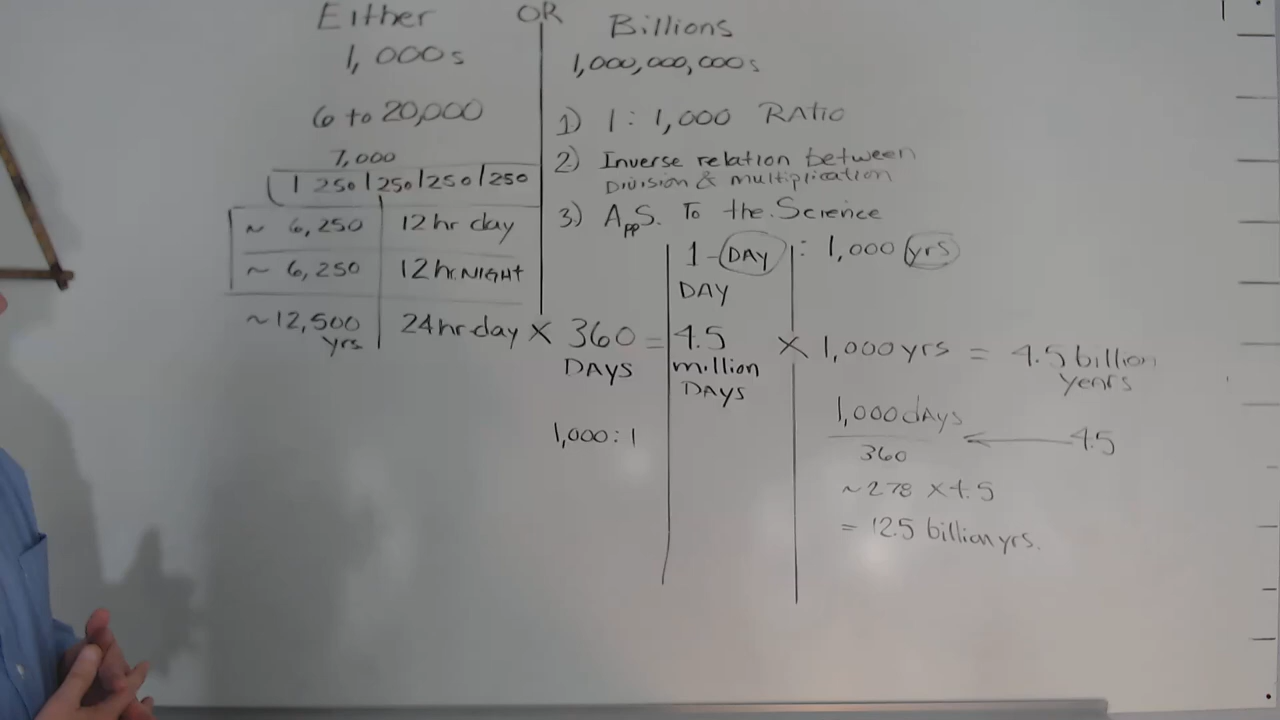 Either OR Billions
1,000s
1,000,000,000s
6 to 20,000
7,000
1 250 | 250 | 250 | 250
~ 6,250 12 hr day
~ 6,250 12 hr. NIGHT
~12,500 yrs 24 hr day × 360 DAYS = 4.5 million DAYS × 1,000 yrs = 4.5 billion years
1) 1 : 1,000 RATIO
2) Inverse relation between
Division & multiplication
3) AppS. To the Science
1 - DAY : 1,000 yrs
DAY
1,000 : 1
1,000 days
360
4.5
~278 × 4.5
= 12.5 billion yrs.